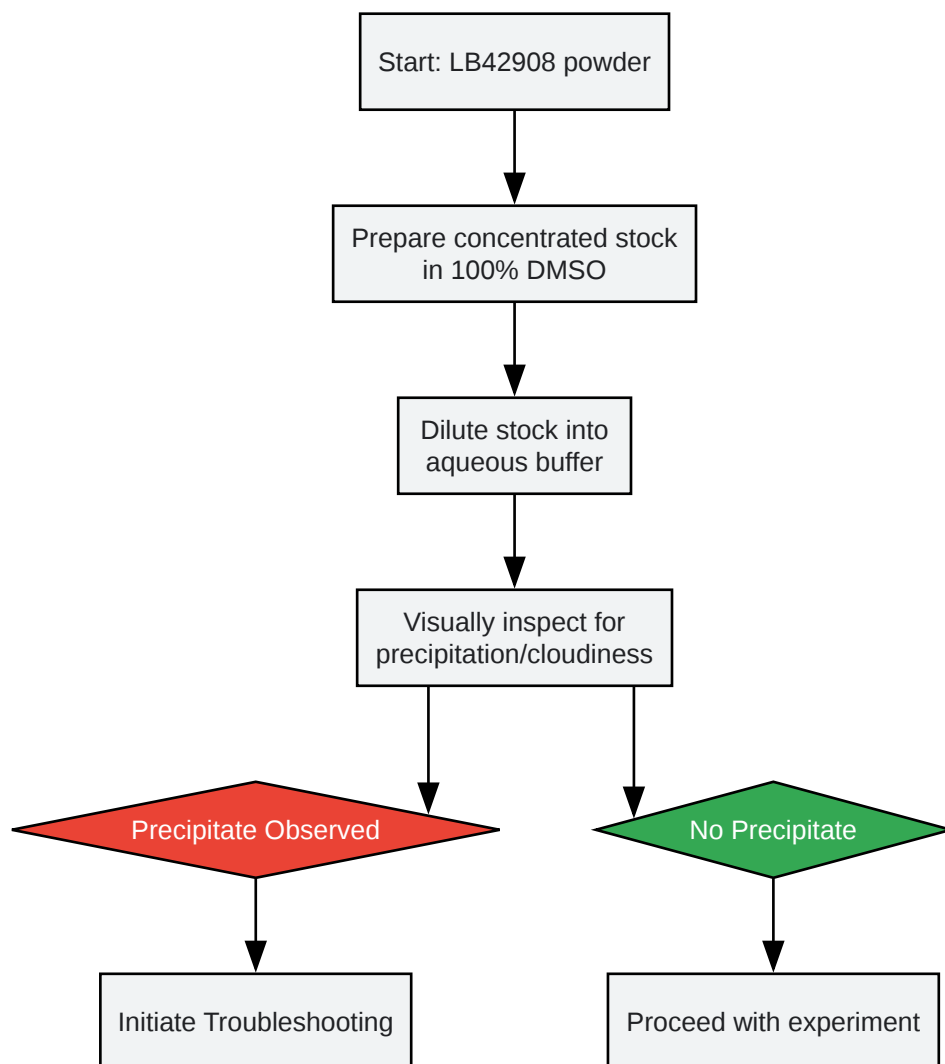 Start: LB42908 powder
Prepare concentrated stock
in 100% DMSO
Dilute stock into
aqueous buffer
Visually inspect for
precipitation/cloudiness
Precipitate Observed
No Precipitate
Initiate Troubleshooting
Proceed with experiment